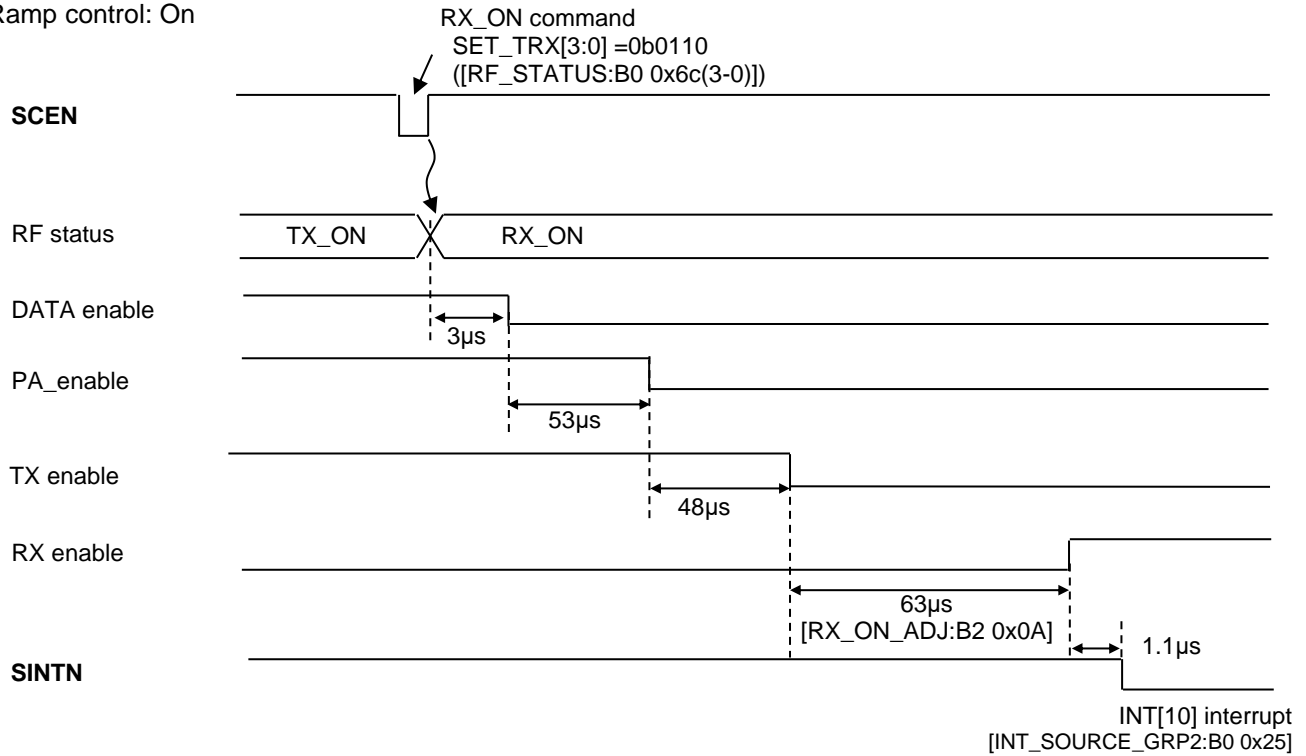 Ramp control: On
RX_ON command
SET_TRX[3:0] =0b0110
([RF_STATUS:B0 0x6c(3-0)])
SCEN
RF status
TX_ON
RX_ON
DATA enable
3µs
PA_enable
53µs
TX enable
48µs
RX enable
63µs
[RX_ON_ADJ:B2 0x0A]
1.1µs
SINTN
INT[10] interrupt
[INT_SOURCE_GRP2:B0 0x25]